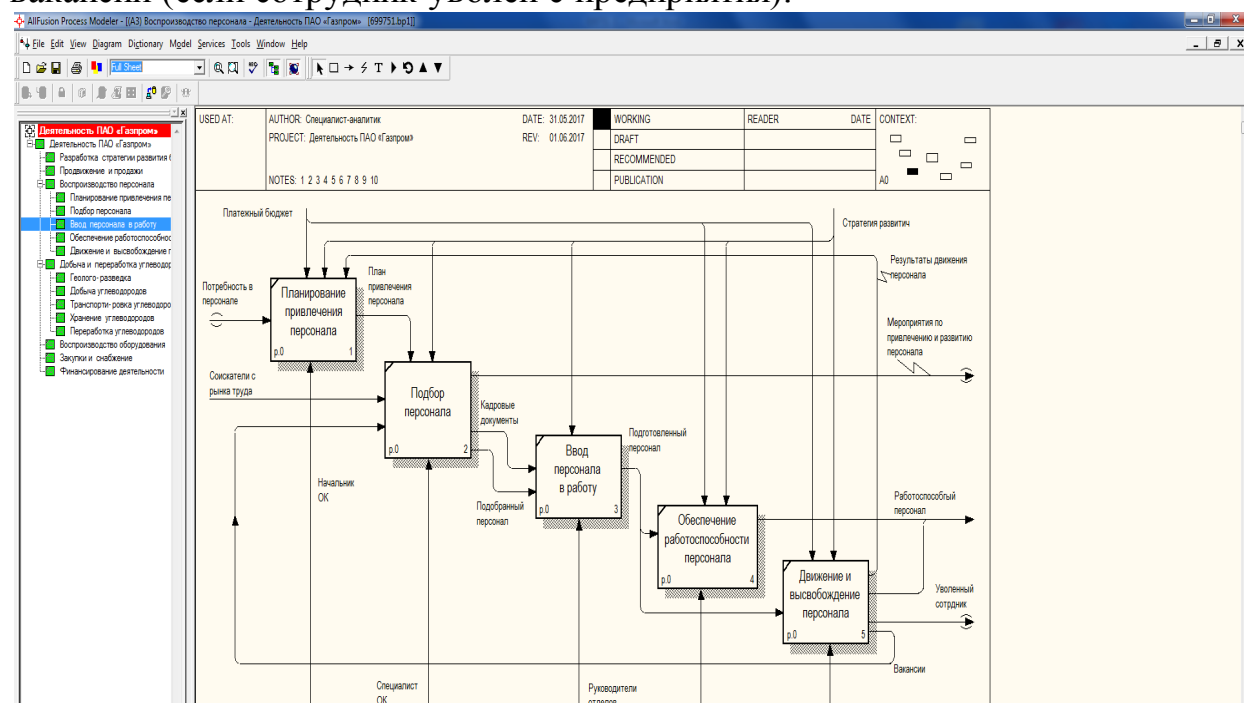 вакансии (если сотрудник уволен с предприятия).
AllFusion Process Modeler - [(A3) Воспроизводство персонала - Деятельность ПАО «Газпром» [699751.bp1]]
File Edit View Diagram Dictionary Model Services Tools Window Help
Full Sheet
Деятельность ПАО «Газпром»
Деятельность ПАО «Газпром»
Разработка стратегии развития
Продвижение и продажи
Воспроизводство персонала
Планирование привлечения пе
Подбор персонала
Ввод персонала в работу
Обеспечение работоспособнос
Движение и высвобождение п
Добыча и переработка углеводор
Геолого-разведка
Добыча углеводородов
Транспорти- ровка углеводоро
Хранение углеводородов
Переработка углеводородов
Воспроизводство оборудования
Закупки и снабжение
Финансирование деятельности
USED AT:
AUTHOR: Специалист-аналитик
DATE: 31.05.2017
PROJECT: Деятельность ПАО «Газпром»
REV: 01.06.2017
NOTES: 1 2 3 4 5 6 7 8 9 10
WORKING
DRAFT
RECOMMENDED
PUBLICATION
READER
DATE
CONTEXT:
A0
Платежный бюджет
Стратегия развитич
Потребность в
персонале
Планирование
привлечения
персонала
р.0 1
План
привлечения
персонала
Результаты движения
персонала
Мероприятия по
привлечению и развитию
персонала
Соискатели с
рынка труда
Подбор
персонала
р.0 2
Кадровые
документы
Ввод
персонала
в работу
р.0 3
Подготовленный
персонал
Начальник
ОК
Подобранный
персонал
Обеспечение
работоспособности
персонала
р.0 4
Работоспособгый
персонал
Движение и
высвобождение
персонала
р.0 5
Уволенный
сотрдник
Вакансии
Специалист
ОК
Руководители
отделов